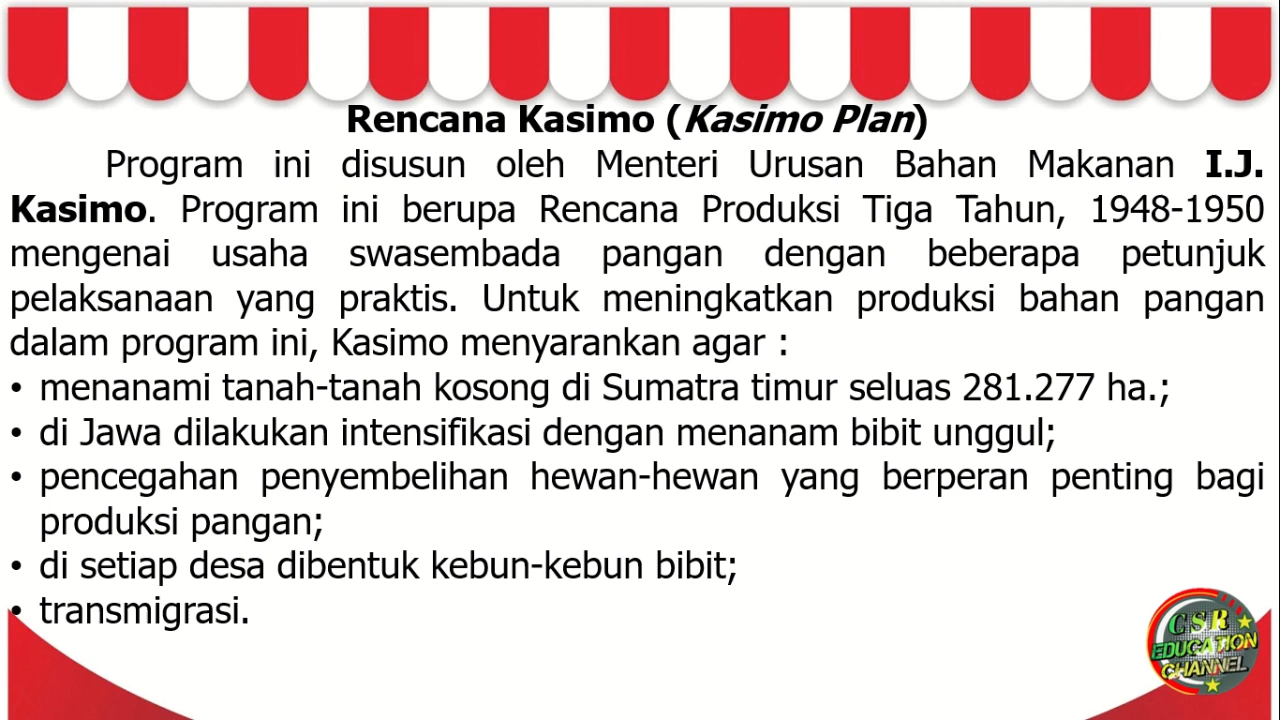 Rencana Kasimo (Kasimo Plan)
Program ini disusun oleh Menteri Urusan Bahan Makanan I.J.
Kasimo. Program ini berupa Rencana Produksi Tiga Tahun, 1948-1950
mengenai usaha swasembada pangan dengan beberapa petunjuk
pelaksanaan yang praktis. Untuk meningkatkan produksi bahan pangan
dalam program ini, Kasimo menyarankan agar :
• menanami tanah-tanah kosong di Sumatra timur seluas 281.277 ha.;
• di Jawa dilakukan intensifikasi dengan menanam bibit unggul;
• pencegahan penyembelihan hewan-hewan yang berperan penting bagi
produksi pangan;
• di setiap desa dibentuk kebun-kebun bibit;
• transmigrasi.
CSR
EDUCATION
CHANNEL